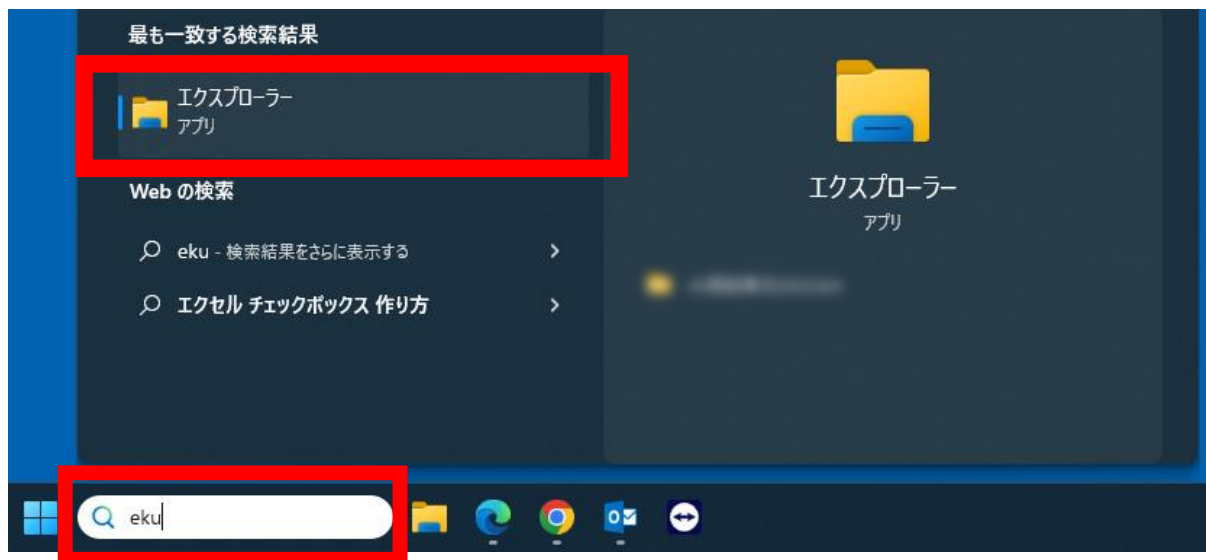 最も一致する検索結果
エクスプローラー
アプリ
Web の検索
eku - 検索結果をさらに表示する
エクセル チェックボックス 作り方
エクスプローラー
アプリ
eku